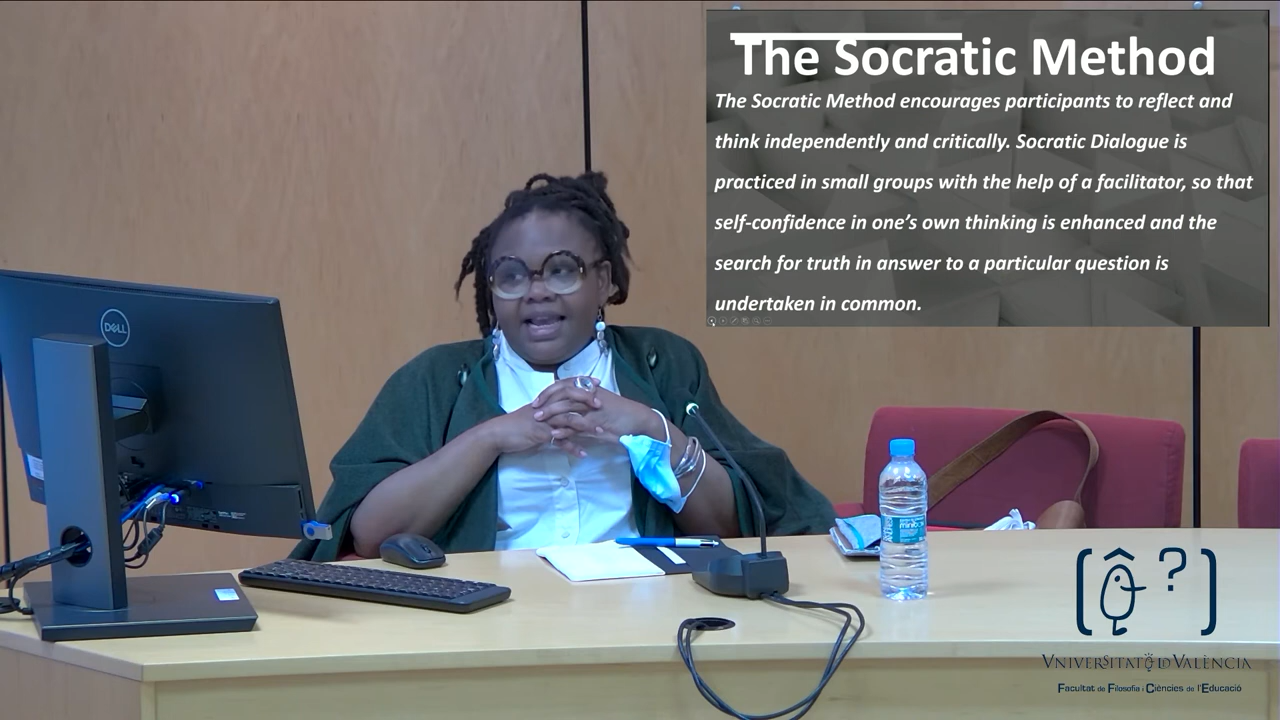 The Socratic Method
The Socratic Method encourages participants to reflect and
think independently and critically. Socratic Dialogue is
practiced in small groups with the help of a facilitator, so that
self-confidence in one’s own thinking is enhanced and the
search for truth in answer to a particular question is
undertaken in common.
DELL
[ ?]
VNIVERSITAT ID VALÈNCIA
Facultat de Filosofia i Ciències de l'Educació